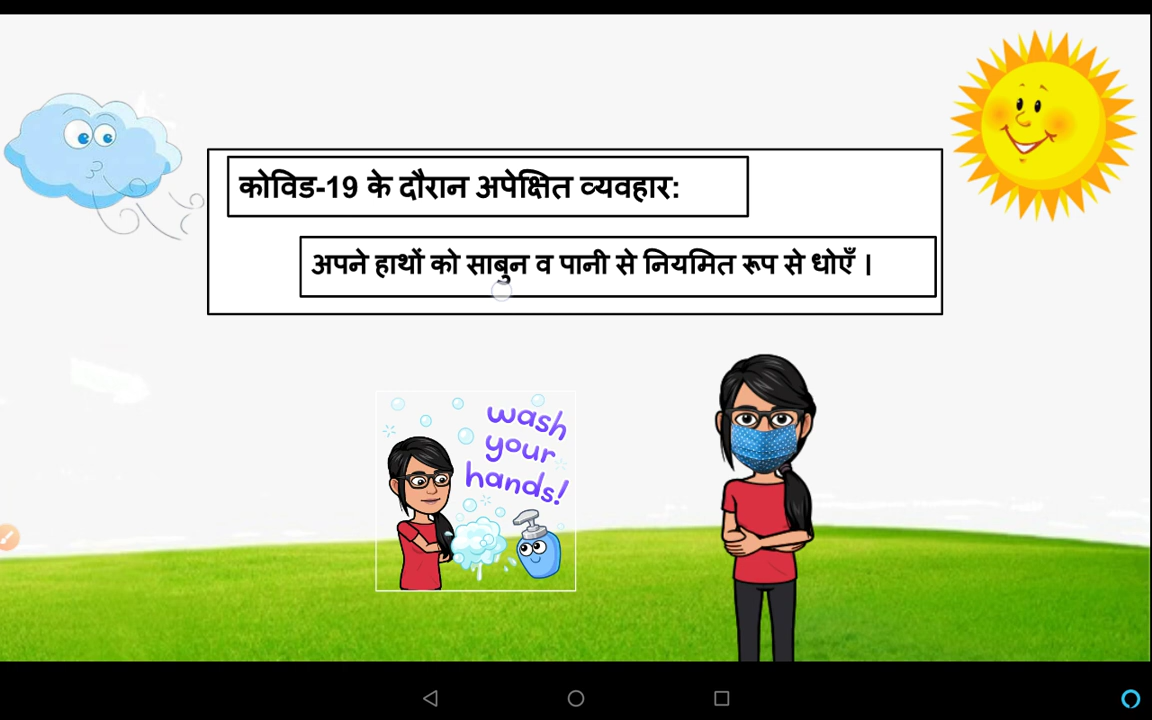 कोविड-19 के दौरान अपेक्षित व्यवहार:
अपने हाथों को साबुन व पानी से नियमित रूप से धोएँ ।
wash
your
hands!